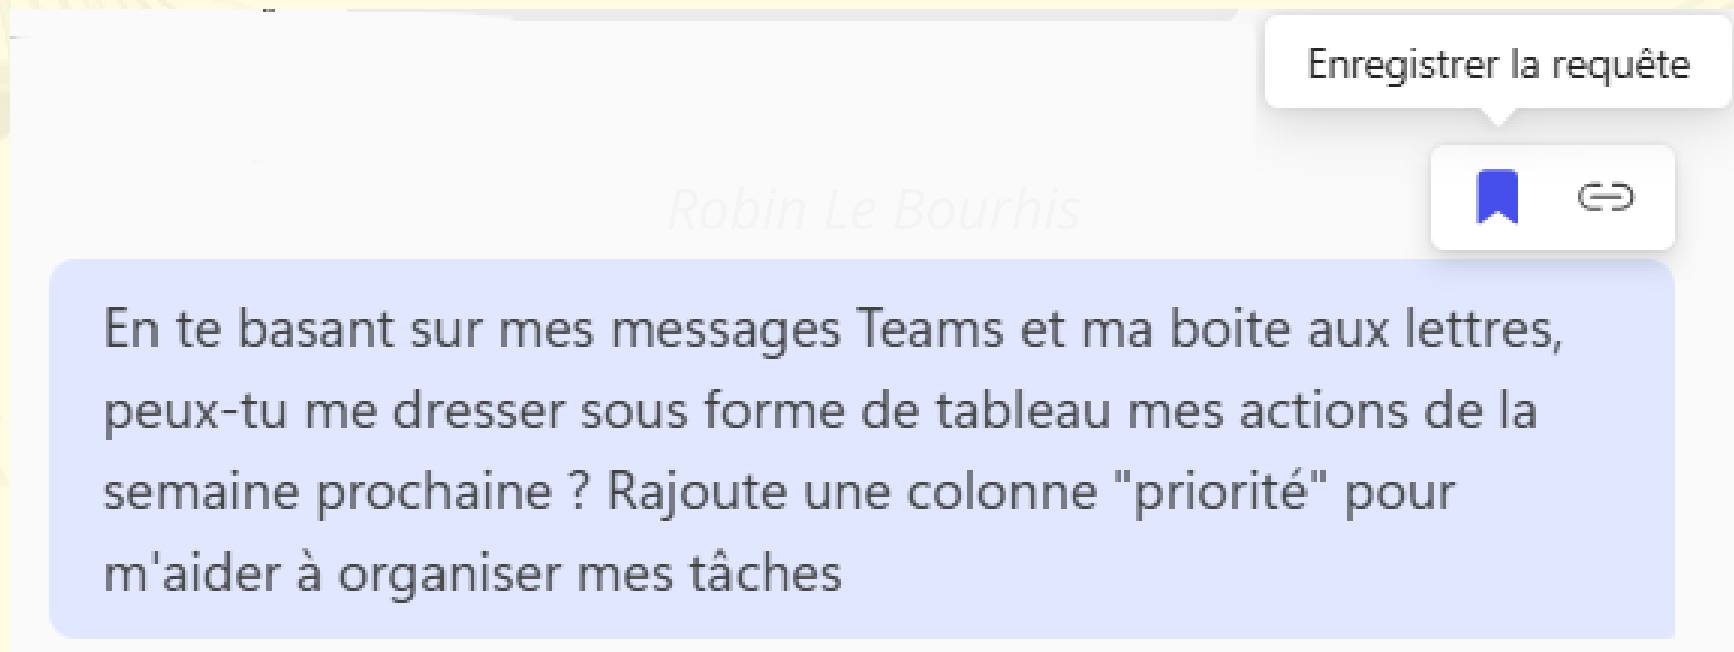 Enregistrer la requête
Robin Le Bourhis
En te basant sur mes messages Teams et ma boite aux lettres,
peux-tu me dresser sous forme de tableau mes actions de la
semaine prochaine ? Rajoute une colonne "priorité" pour
m'aider à organiser mes tâches